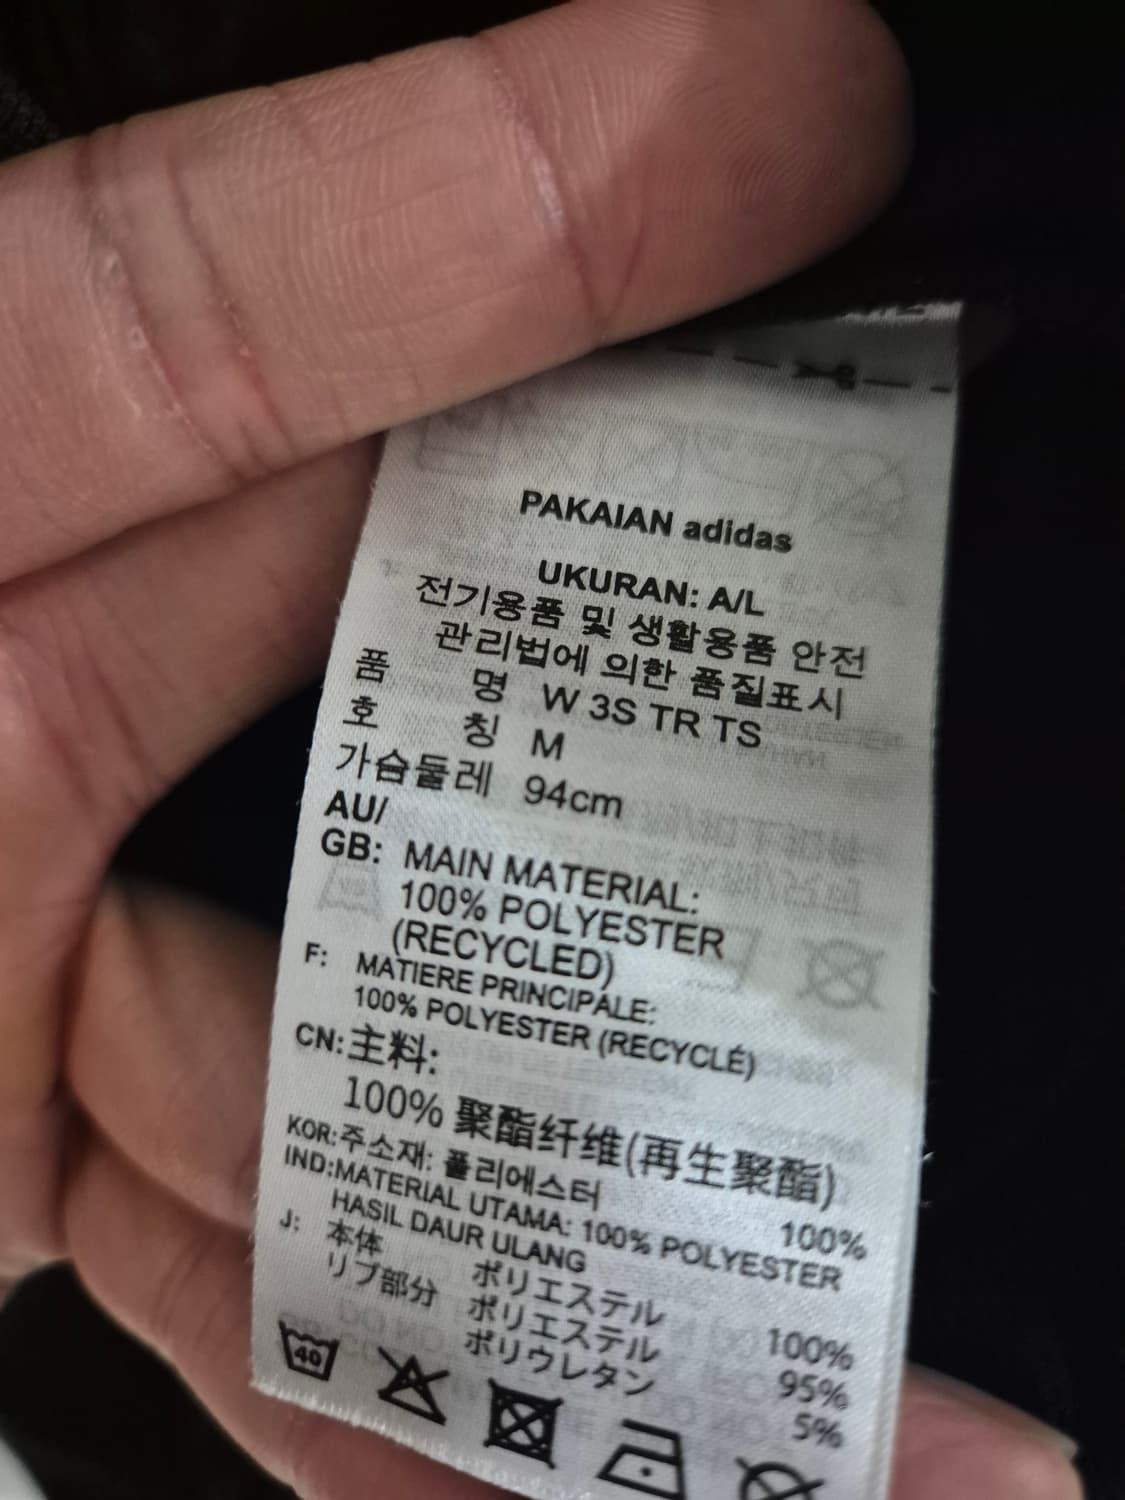 PAKAIAN adidas
UKURAN: A/L
전기용품 및 생활용품 안전
관리법에 의한 품질표시
품 명 W 3S TR TS
호 칭 M
가슴둘레 94cm
AU/
GB: MAIN MATERIAL:
100% POLYESTER
(RECYCLED)
F: MATIERE PRINCIPALE:
100% POLYESTER (RECYCLÉ)
CN: 主料:
100% 聚酯纤维(再生聚酯)
KOR: 주소재: 폴리에스터 100%
IND: MATERIAL UTAMA: 100% POLYESTER
HASIL DAUR ULANG
J: 本体 ポリエステル 100%
リブ部分 ポリエステル 95%
ポリウレタン 5%
40